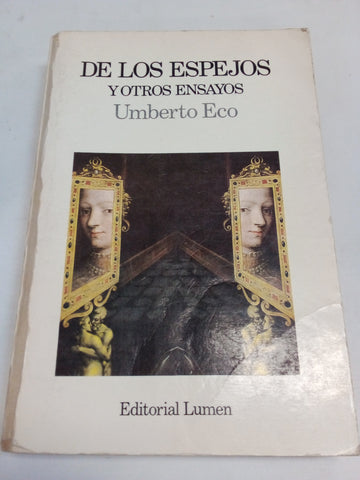 DE LOS ESPEJOS
Y OTROS ENSAYOS
Umberto Eco
Editorial Lumen